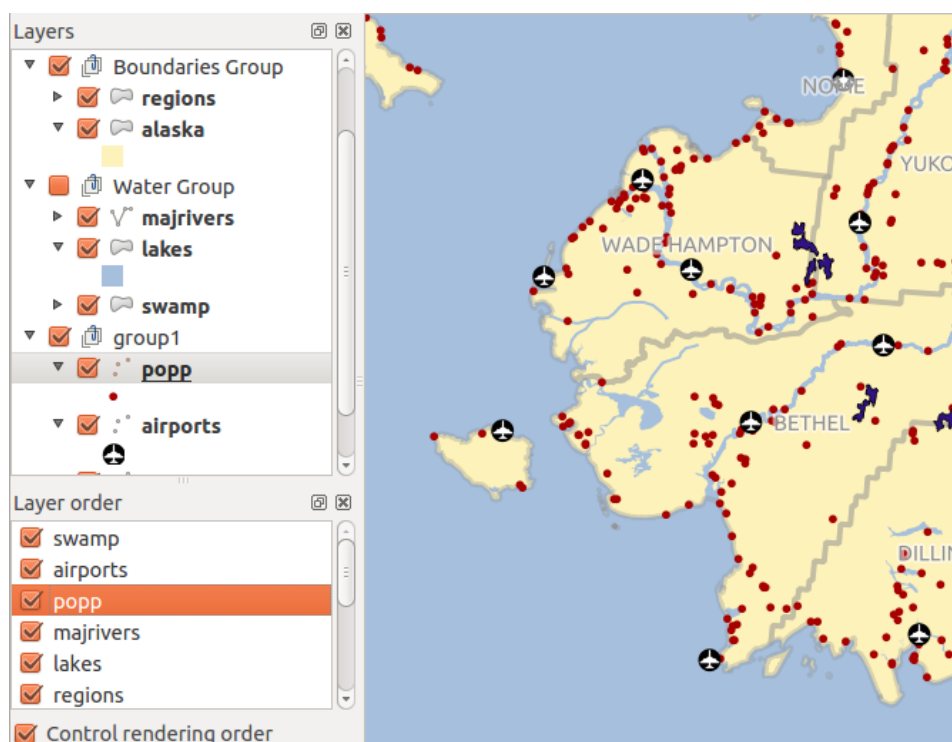 Layers
Boundaries Group
regions
alaska
Water Group
majrivers
lakes
swamp
group1
popp
airports
Layer order
swamp
airports
popp
majrivers
lakes
regions
Control rendering order
NOME
YUKO
WADE HAMPTON
BETHEL
DILLIN